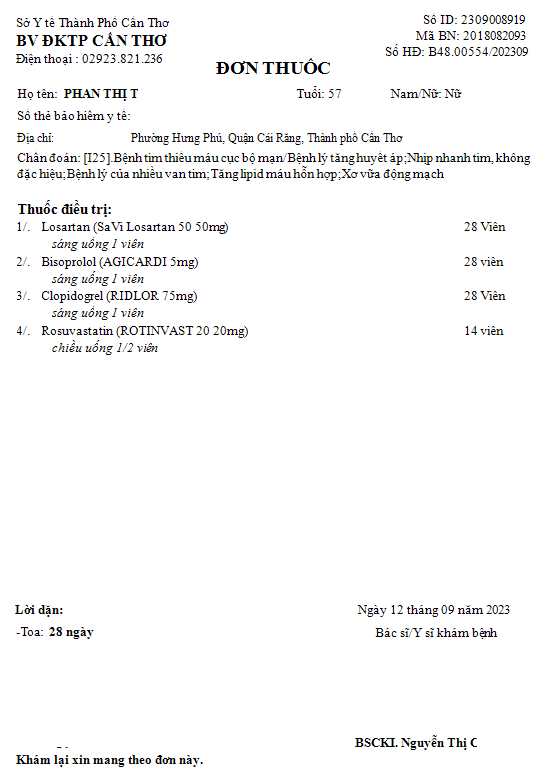 Sở Y tế Thành Phố Cần Thơ
Số ID: 2309008919
BV ĐKTP CẦN THƠ
Mã BN: 2018082093
Điện thoại : 02923.821.236
Số HĐ: B48.00554/202309
ĐƠN THUỐC
Họ tên: PHAN THỊ T
Tuổi: 57
Nam/Nữ: Nữ
Số thẻ bảo hiểm y tế:
Địa chỉ: Phường Hưng Phú, Quận Cái Răng, Thành phố Cần Thơ
Chẩn đoán: [I25].Bệnh tim thiếu máu cục bộ mạn/Bệnh lý tăng huyết áp;Nhịp nhanh tim, không
đặc hiệu;Bệnh lý của nhiều van tim;Tăng lipid máu hỗn hợp;Xơ vữa động mạch
Thuốc điều trị:
1/. Losartan (SaVi Losartan 50 50mg) 28 Viên
sáng uống 1 viên
2/. Bisoprolol (AGICARDI 5mg) 28 viên
sáng uống 1 viên
3/. Clopidogrel (RIDLOR 75mg) 28 Viên
sáng uống 1 viên
4/. Rosuvastatin (ROTINVAST 20 20mg) 14 viên
chiều uống 1/2 viên
Lời dặn:
Ngày 12 tháng 09 năm 2023
-Toa: 28 ngày
Bác sĩ/Y sĩ khám bệnh
BSCKI. Nguyễn Thị C
Khám lại xin mang theo đơn này.